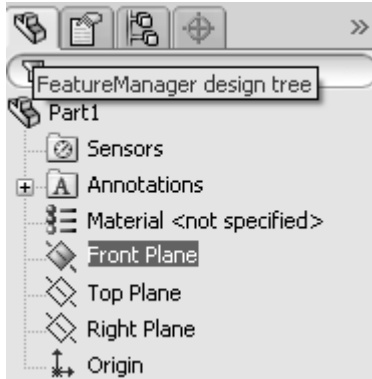 FeatureManager design tree
Part1
Sensors
A Annotations
Material <not specified>
Front Plane
Top Plane
Right Plane
Origin